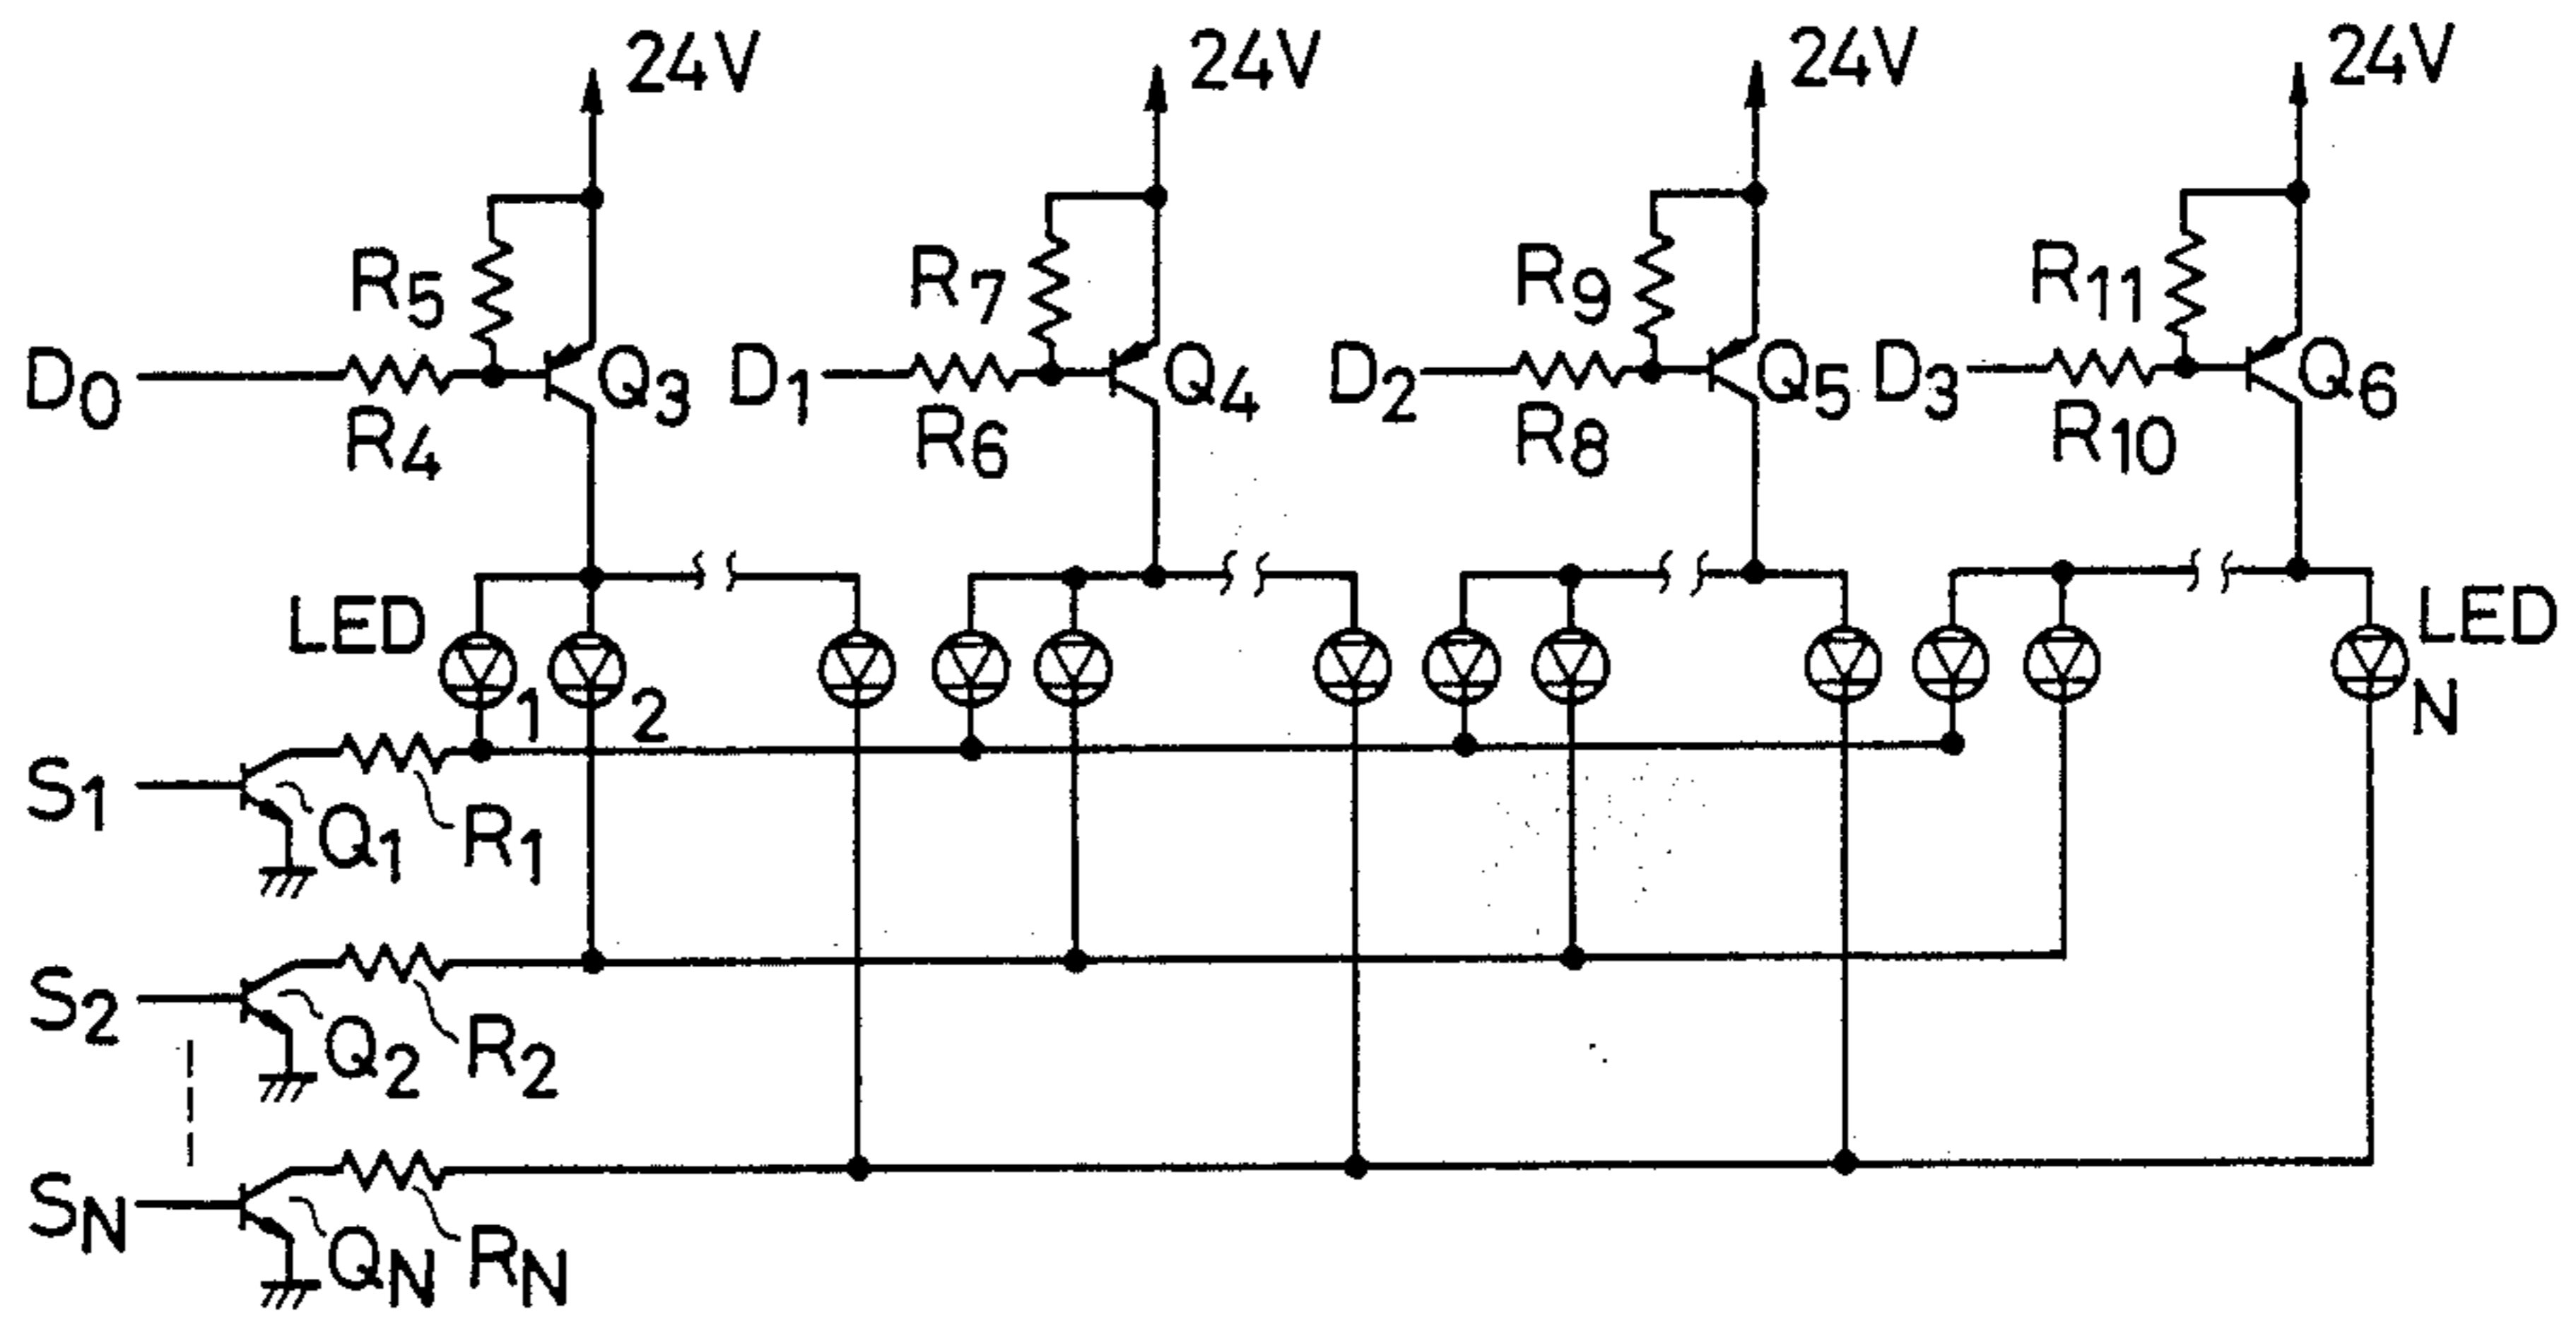 24V 24V 24V 24V
R5 R7 R9 R11
D0 Q3 D1 Q4 D2 Q5 D3 Q6
R4 R6 R8 R10
LED LED
1 2 N
S1 Q1 R1
S2 Q2 R2
SN QN RN